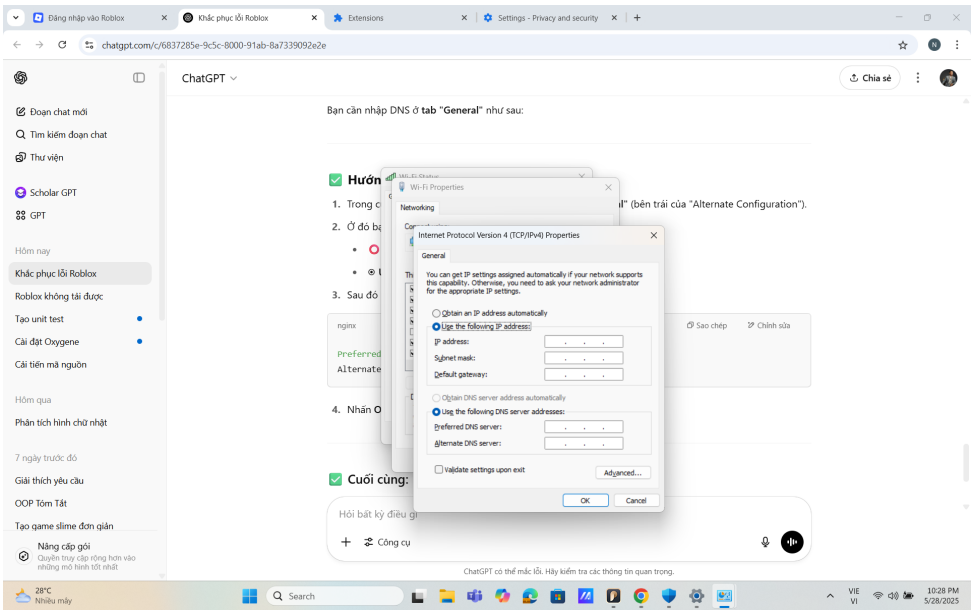 Đăng nhập vào Roblox
Khắc phục lỗi Roblox
Extensions
Settings - Privacy and security
chatgpt.com/c/6837285e-9c5c-8000-91ab-8a7339092e2e
N
ChatGPT
Chia sẻ
Đoạn chat mới
Tìm kiếm đoạn chat
Thư viện
Scholar GPT
GPT
Hôm nay
Khắc phục lỗi Roblox
Roblox không tải được
Tạo unit test
Cài đặt Oxygene
Cải tiến mã nguồn
Hôm qua
Phân tích hình chữ nhật
7 ngày trước đó
Giải thích yêu cầu
OOP Tóm Tắt
Tạo game slime đơn giản
Nâng cấp gói
Quyền truy cập rộng hơn vào
những mô hình tốt nhất
Bạn cần nhập DNS ở tab "General" như sau:
Hướn
1. Trong c
" (bên trái của "Alternate Configuration").
2. Ở đó bạ
3. Sau đó
nginx
Sao chép
Chỉnh sửa
Preferred
Alternate
4. Nhấn O
Cuối cùng:
Wi-Fi Status
Wi-Fi Properties
Networking
Th
Internet Protocol Version 4 (TCP/IPv4) Properties
General
You can get IP settings assigned automatically if your network supports
this capability. Otherwise, you need to ask your network administrator
for the appropriate IP settings.
Obtain an IP address automatically
Use the following IP address:
IP address:
Subnet mask:
Default gateway:
Obtain DNS server address automatically
Use the following DNS server addresses:
Preferred DNS server:
Alternate DNS server:
Validate settings upon exit
Advanced...
OK
Cancel
Hỏi bất kỳ điều gì
Công cụ
ChatGPT có thể mắc lỗi. Hãy kiểm tra các thông tin quan trọng.
28°C
Nhiều mây
Search
VIE
VI
10:28 PM
5/28/2025